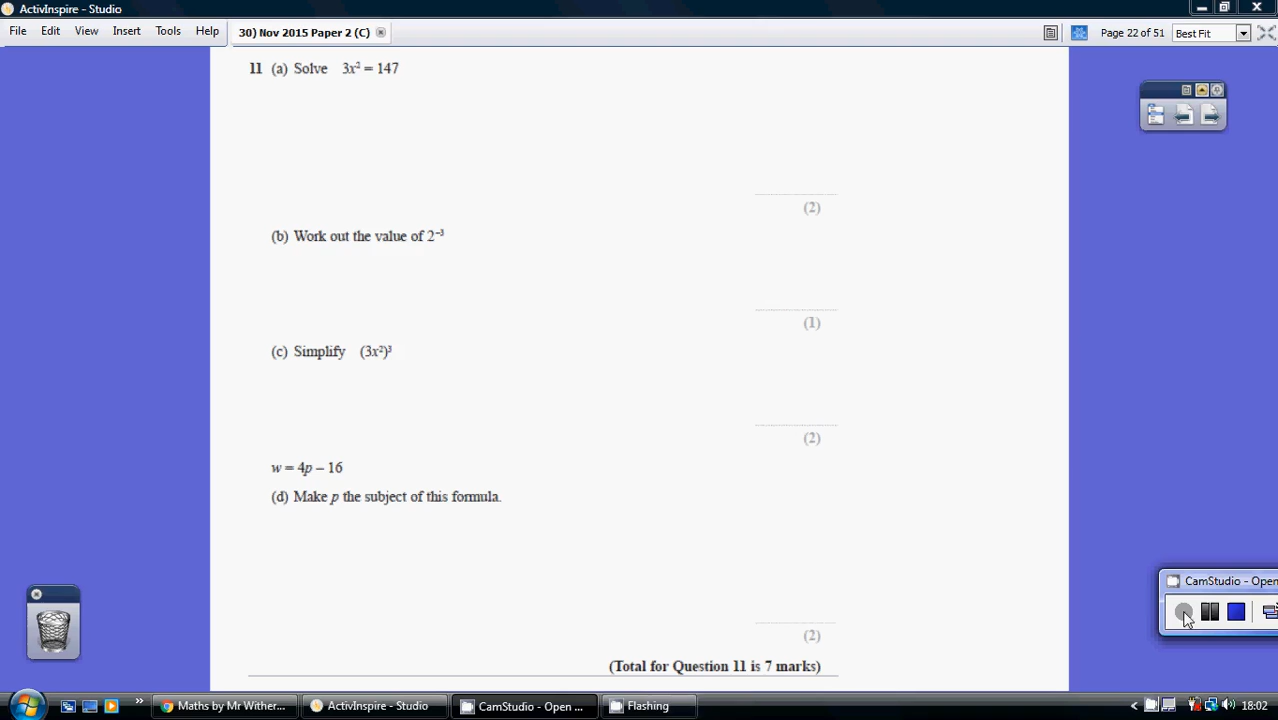 ActivInspire - Studio
File Edit View Insert Tools Help 30) Nov 2015 Paper 2 (C) Page 22 of 51 Best Fit
11 (a) Solve 3x² = 147
(2)
(b) Work out the value of 2⁻³
(1)
(c) Simplify (3x²)³
(2)
w = 4p – 16
(d) Make p the subject of this formula.
(2)
(Total for Question 11 is 7 marks)
CamStudio - Open
Maths by Mr Wither... ActivInspire - Studio CamStudio - Open ... Flashing 18:02